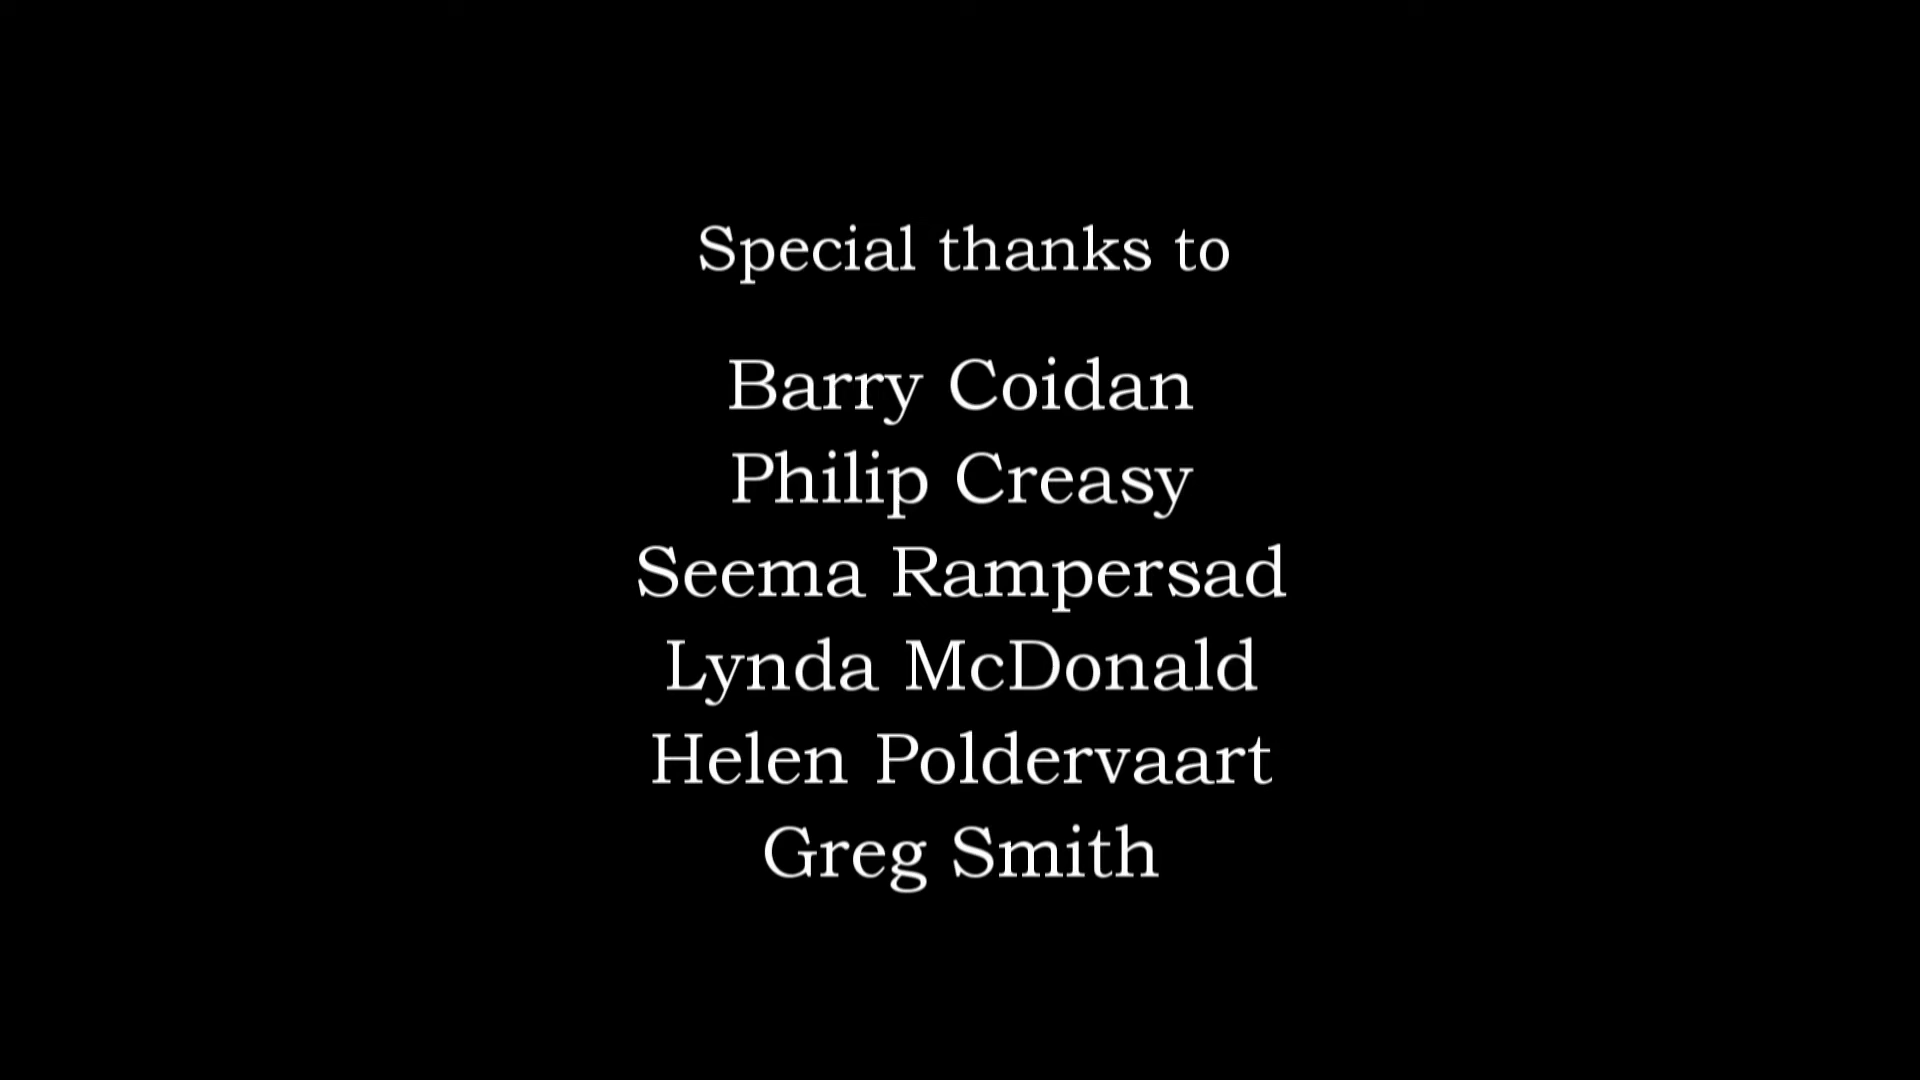 Special thanks to
Barry Coidan
Philip Creasy
Seema Rampersad
Lynda McDonald
Helen Poldervaart
Greg Smith